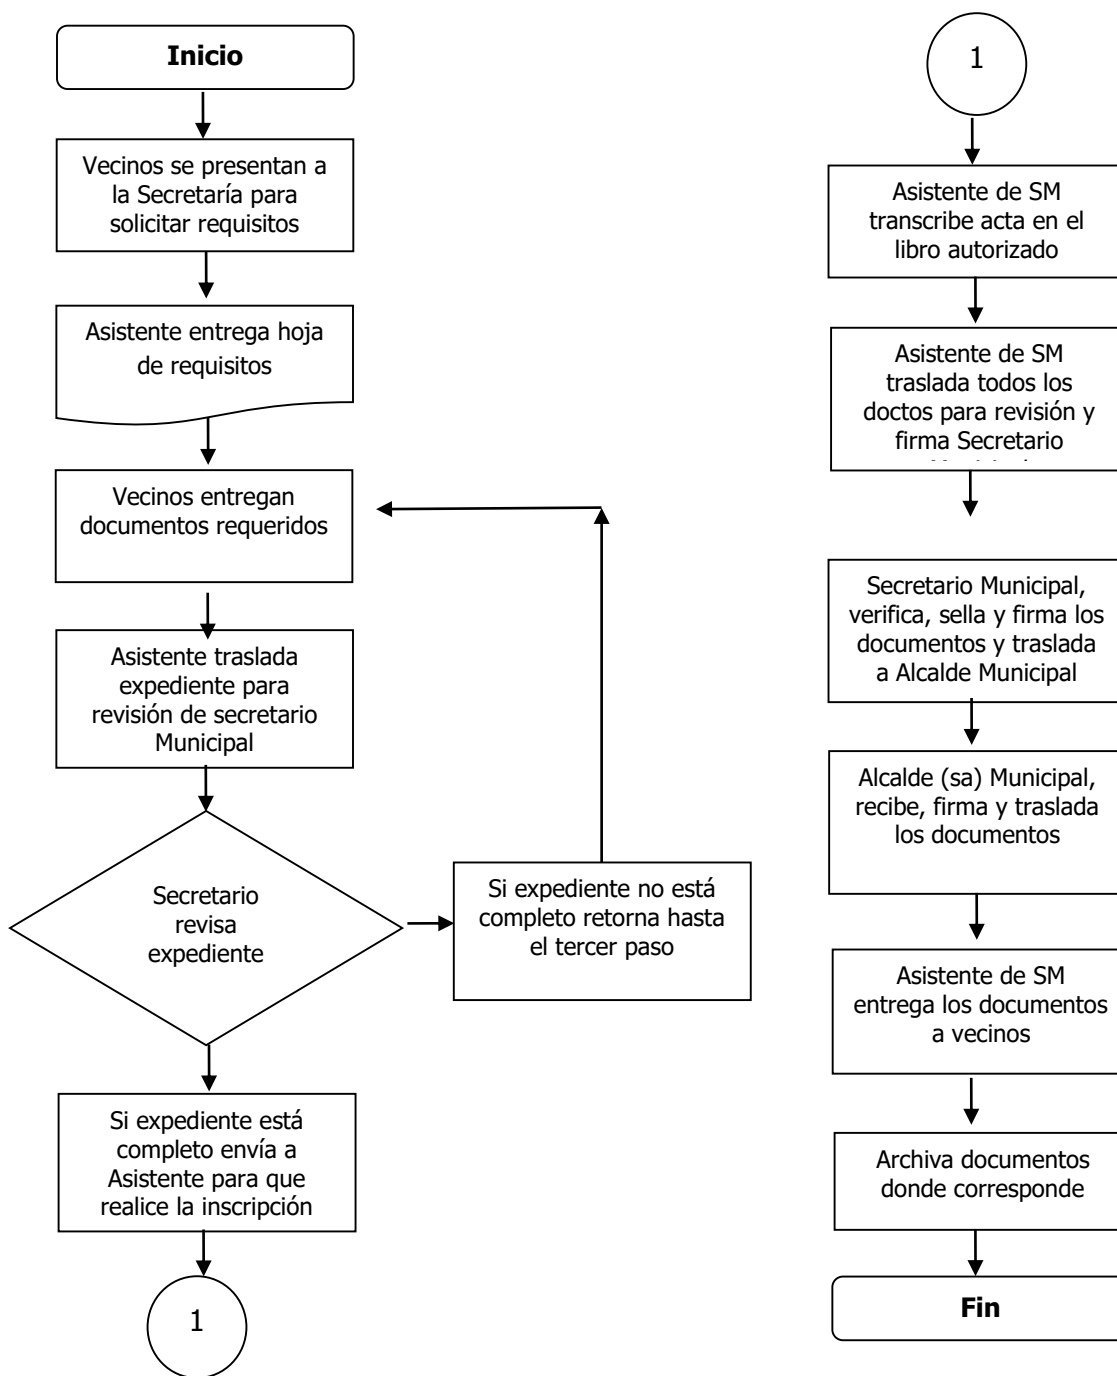 Inicio
Vecinos se presentan a
la Secretaría para
solicitar requisitos
Asistente entrega hoja
de requisitos
Vecinos entregan
documentos requeridos
Asistente traslada
expediente para
revisión de secretario
Municipal
Secretario
revisa
expediente
Si expediente no está
completo retorna hasta
el tercer paso
Si expediente está
completo envía a
Asistente para que
realice la inscripción
1
1
Asistente de SM
transcribe acta en el
libro autorizado
Asistente de SM
traslada todos los
doctos para revisión y
firma Secretario
Secretario Municipal,
verifica, sella y firma los
documentos y traslada
a Alcalde Municipal
Alcalde (sa) Municipal,
recibe, firma y traslada
los documentos
Asistente de SM
entrega los documentos
a vecinos
Archiva documentos
donde corresponde
Fin